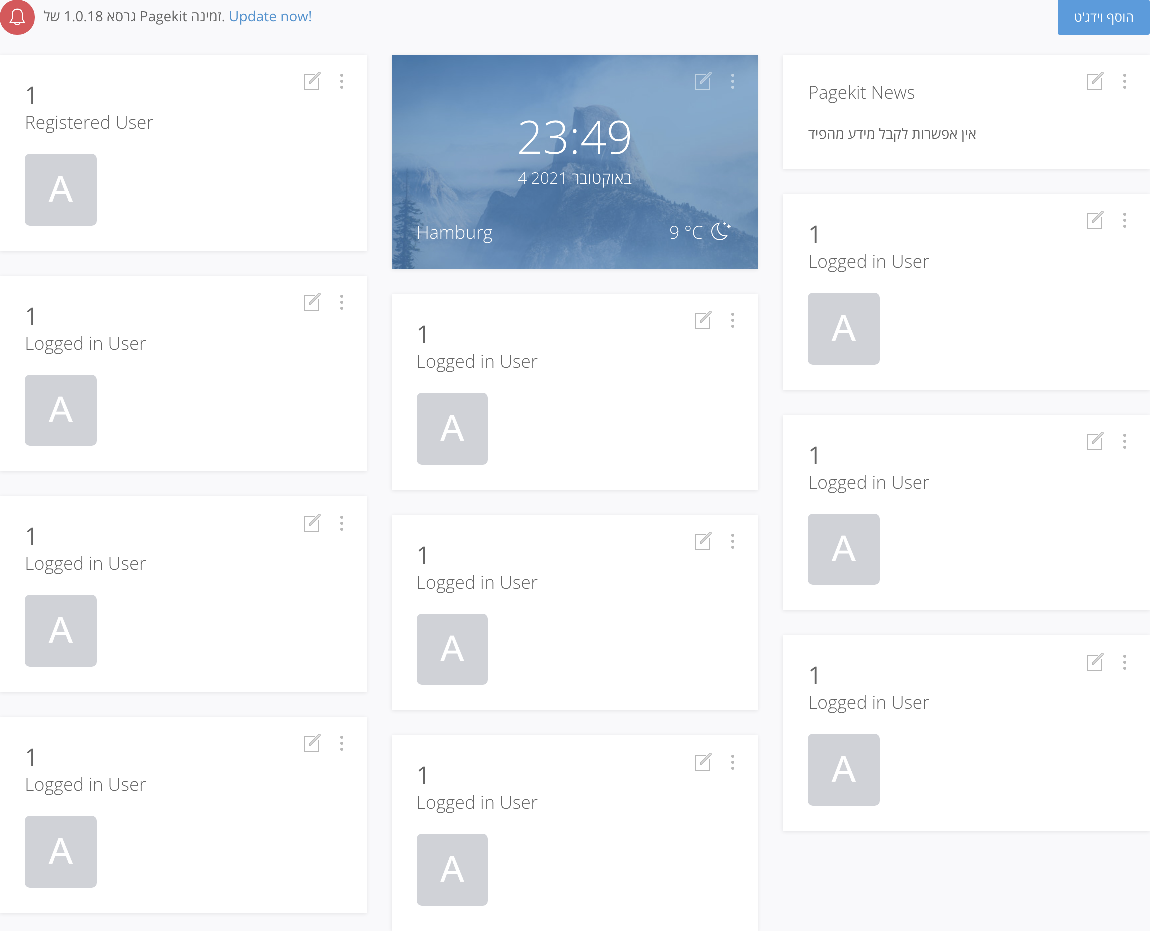 גרסא 1.0.18 של Pagekit זמינה. Update now!
הוסף וידג'ט
1
Registered User
A
1
Logged in User
A
1
Logged in User
A
1
Logged in User
A
23:49
4 באוקטובר 2021
Hamburg
9 °C
1
Logged in User
A
1
Logged in User
A
1
Logged in User
A
Pagekit News
אין אפשרות לקבל מידע מהפיד
1
Logged in User
A
1
Logged in User
A
1
Logged in User
A